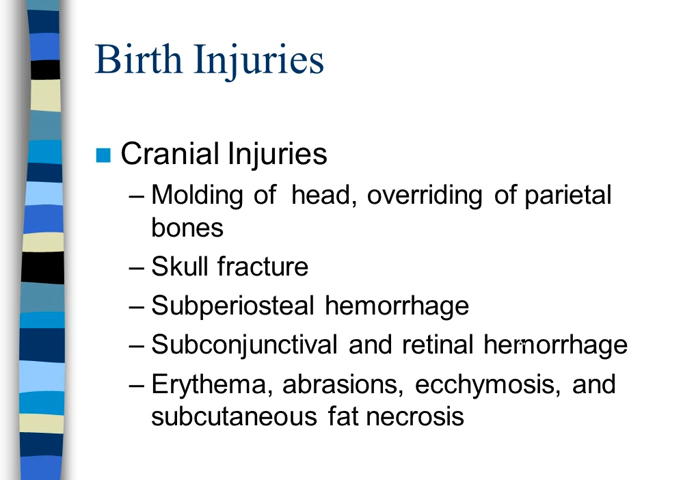 Birth Injuries
Cranial Injuries
– Molding of head, overriding of parietal
bones
– Skull fracture
– Subperiosteal hemorrhage
– Subconjunctival and retinal hemorrhage
– Erythema, abrasions, ecchymosis, and
subcutaneous fat necrosis